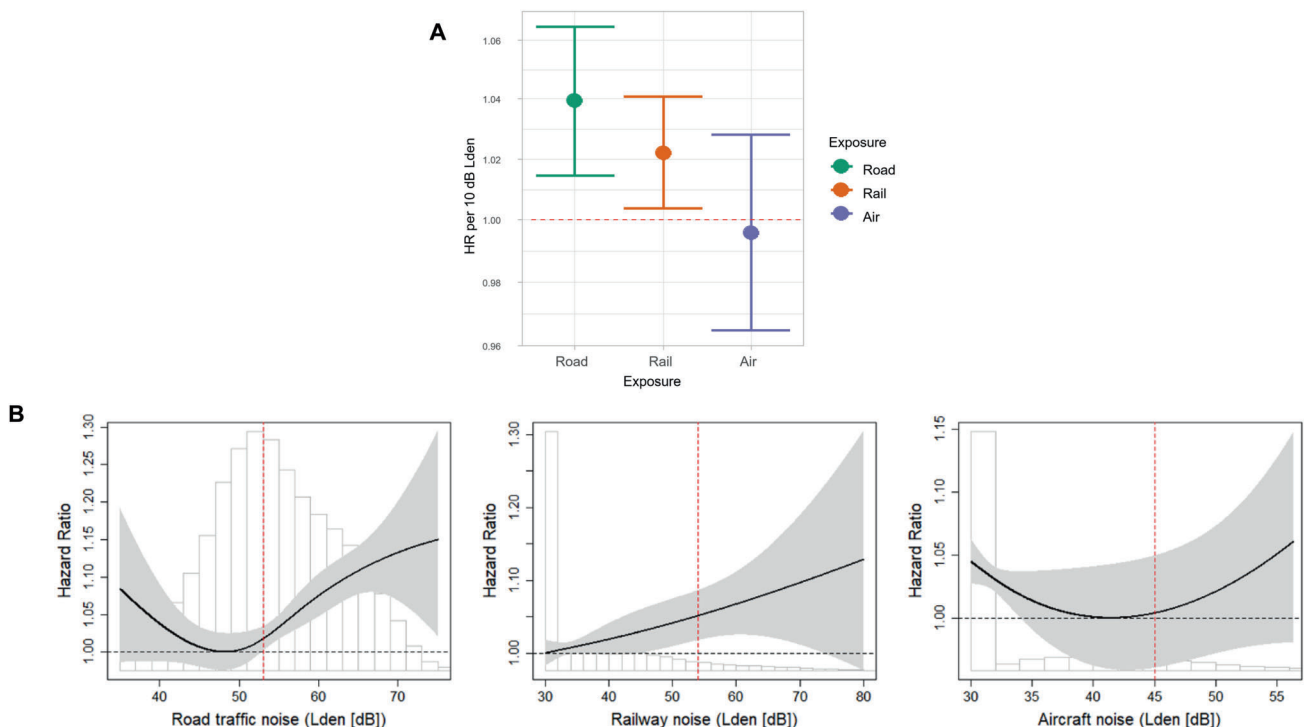 A
1.06
1.04
1.02
1.00
0.98
0.96
HR per 10 dB Lden
Road
Rail
Air
Exposure
Exposure
Road
Rail
Air
B
1.30
1.25
1.20
1.15
1.10
1.05
1.00
Hazard Ratio
40
50
60
70
Road traffic noise (Lden [dB])
1.30
1.20
1.10
1.00
Hazard Ratio
30
40
50
60
70
80
Railway noise (Lden [dB])
1.15
1.10
1.05
1.00
Hazard Ratio
30
35
40
45
50
55
Aircraft noise (Lden [dB])